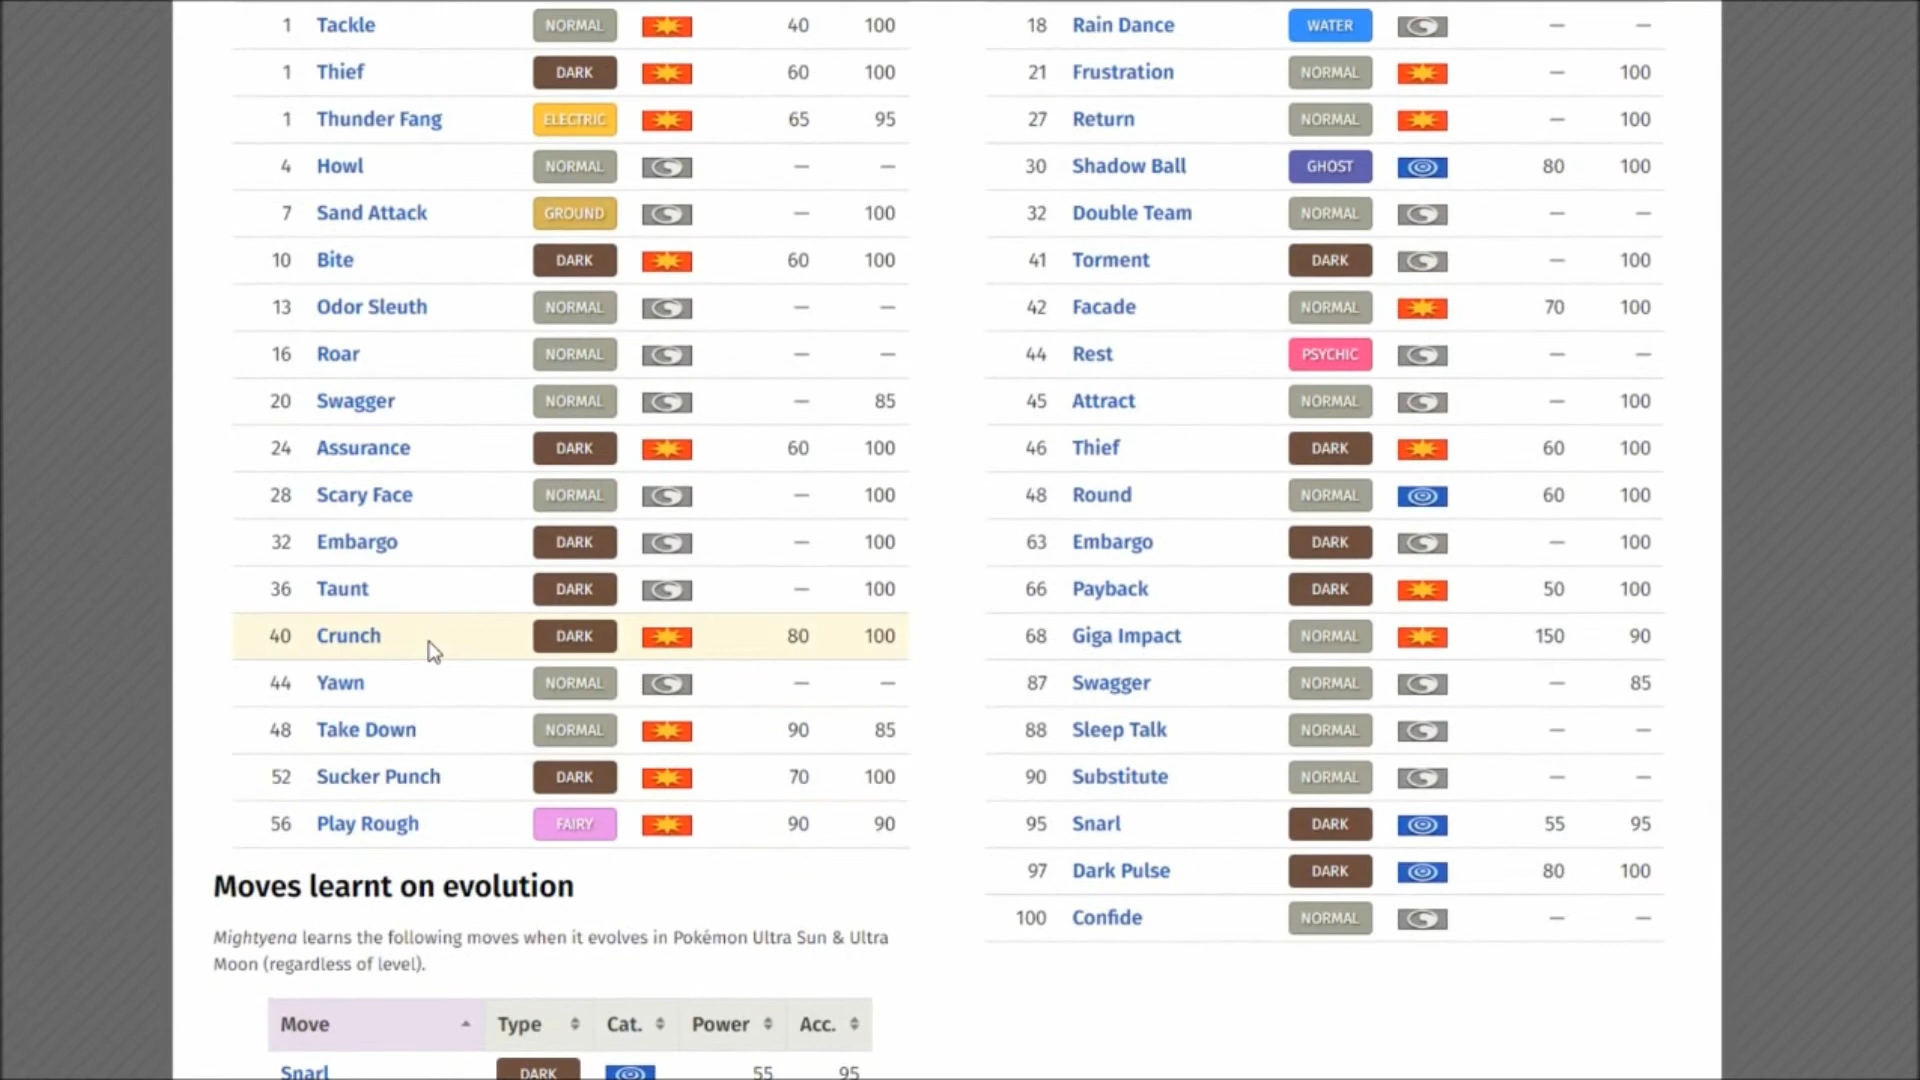 1 Tackle NORMAL 40 100
1 Thief DARK 60 100
1 Thunder Fang ELECTRIC 65 95
4 Howl NORMAL — —
7 Sand Attack GROUND — 100
10 Bite DARK 60 100
13 Odor Sleuth NORMAL — —
16 Roar NORMAL — —
20 Swagger NORMAL — 85
24 Assurance DARK 60 100
28 Scary Face NORMAL — 100
32 Embargo DARK — 100
36 Taunt DARK — 100
40 Crunch DARK 80 100
44 Yawn NORMAL — —
48 Take Down NORMAL 90 85
52 Sucker Punch DARK 70 100
56 Play Rough FAIRY 90 90
Moves learnt on evolution
Mightyena learns the following moves when it evolves in Pokémon Ultra Sun & Ultra
Moon (regardless of level).
Move Type Cat. Power Acc.
Snarl DARK 55 95
18 Rain Dance WATER — —
21 Frustration NORMAL — 100
27 Return NORMAL — 100
30 Shadow Ball GHOST 80 100
32 Double Team NORMAL — —
41 Torment DARK — 100
42 Facade NORMAL 70 100
44 Rest PSYCHIC — —
45 Attract NORMAL — 100
46 Thief DARK 60 100
48 Round NORMAL 60 100
63 Embargo DARK — 100
66 Payback DARK 50 100
68 Giga Impact NORMAL 150 90
87 Swagger NORMAL — 85
88 Sleep Talk NORMAL — —
90 Substitute NORMAL — —
95 Snarl DARK 55 95
97 Dark Pulse DARK 80 100
100 Confide NORMAL — —